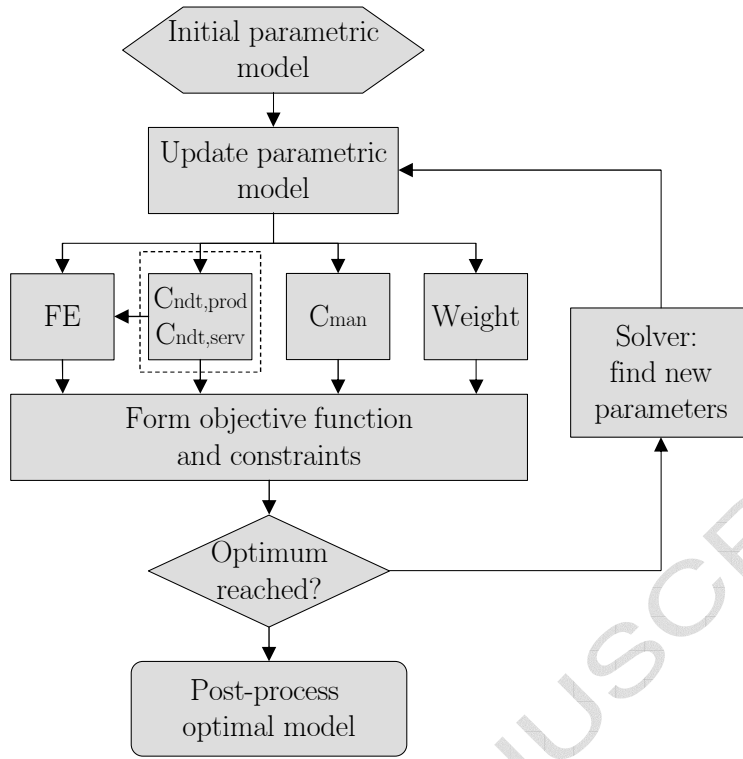 Initial parametric
model
Update parametric
model
FE
Cndt,prod
Cndt,serv
Cman
Weight
Solver:
find new
parameters
Form objective function
and constraints
Optimum
reached?
Post-process
optimal model